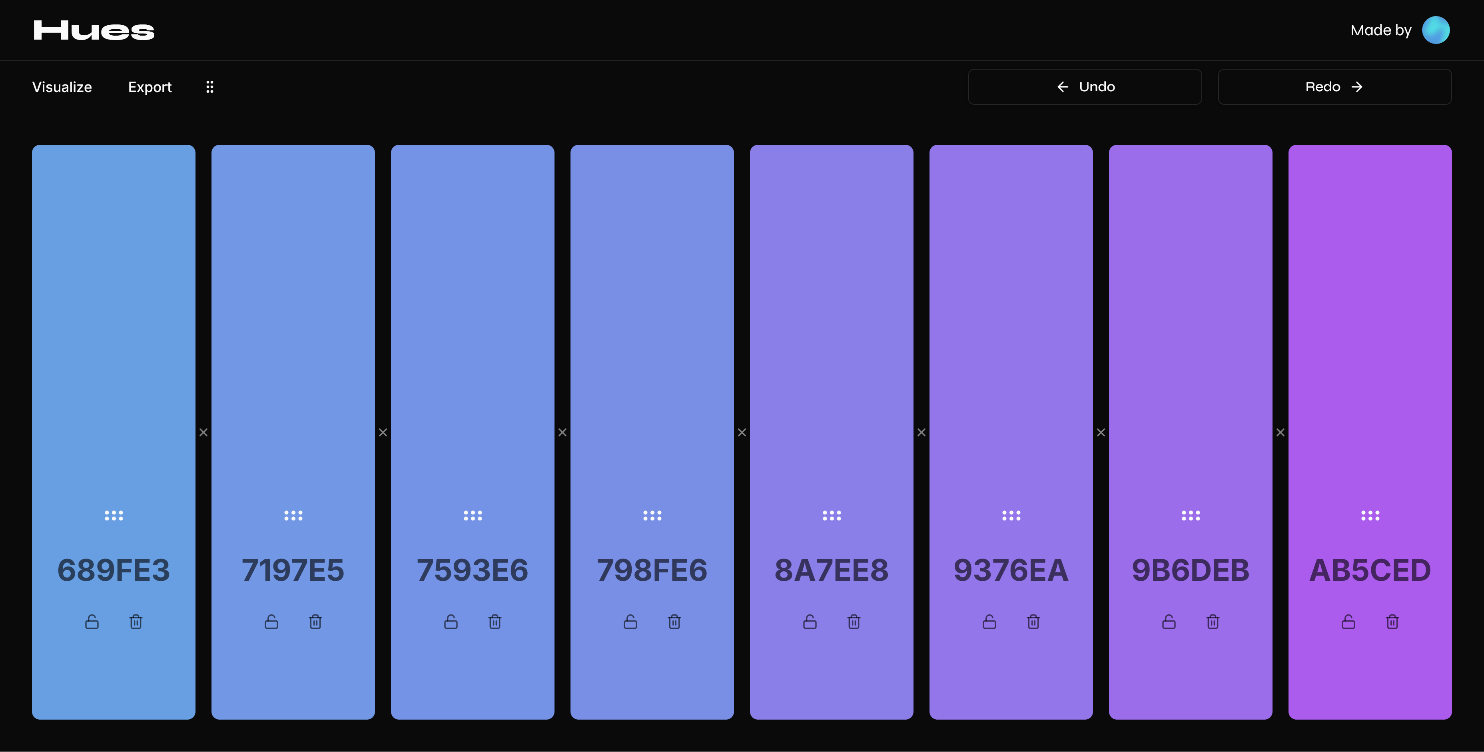 Hues
Made by
Visualize
Export
Undo
Redo
689FE3
7197E5
7593E6
798FE6
8A7EE8
9376EA
9B6DEB
AB5CED